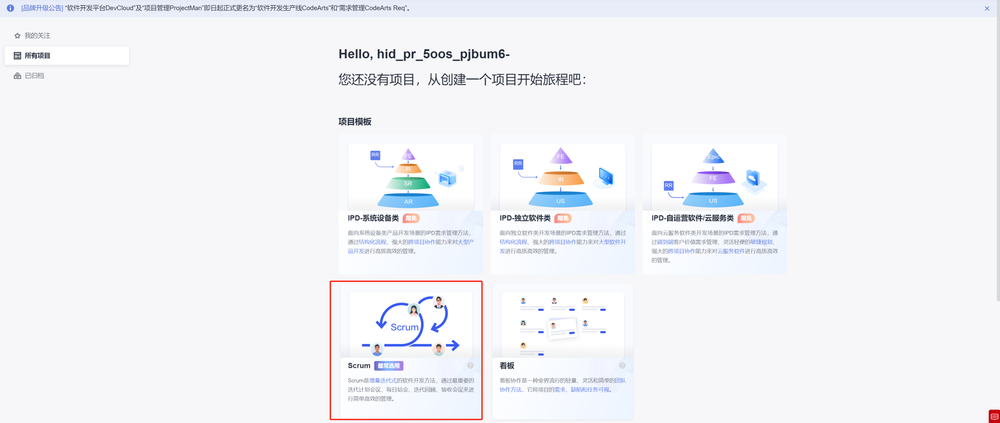 [品牌升级公告] “软件开发平台DevCloud”及“项目管理ProjectMan”即日起正式更名为“软件开发生产线CodeArts”和“需求管理CodeArts Req”。
我的关注
所有项目
已归档
Hello, hid_pr_5oos_pjbum6-
您还没有项目，从创建一个项目开始旅程吧：
项目模板
RR
FE
IR
SR
AR
IPD-系统设备类 限免
面向系统设备类产品开发场景的IPD需求管理方法，
通过结构化流程、强大的跨项目协作能力来对大型产
品开发进行高质高效的管理。
RR
FE
IR
US
IPD-独立软件类 限免
面向独立软件类开发场景的IPD需求管理方法，通过
结构化流程、强大的跨项目协作能力来对大型软件开
发进行高质高效的管理。
Epic
FE
RR
US
IPD-自运营软件/云服务类 限免
面向云服务软件类开发场景的IPD需求管理方法，通
过端到端客户价值需求管理、灵活轻便的敏捷规划、
强大的跨项目协作能力来对云服务软件进行高质高效
的管理。
Scrum
Scrum 最常选用
Scrum是增量迭代式的软件开发方法，通过最重要的
迭代计划会议、每日站会、迭代回顾、验收会议来进
行简单高效的管理。
看板
看板协作是一种业界流行的轻量、灵活和简单的团队
协作方法，它将项目的需求、缺陷和任务可视。